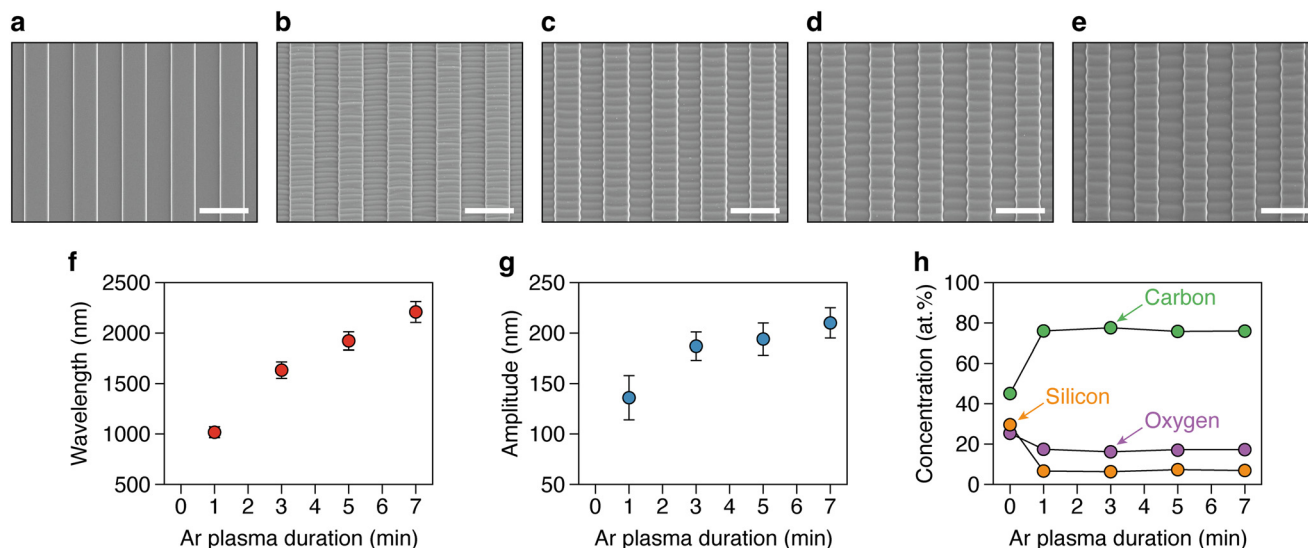 a
b
c
d
e
f
2500
2000
1500
1000
500
Wavelength (nm)
0 1 2 3 4 5 6 7
Ar plasma duration (min)
g
250
200
150
100
50
Amplitude (nm)
0 1 2 3 4 5 6 7
Ar plasma duration (min)
h
100
80
60
40
20
0
Concentration (at.%)
Carbon
Silicon
Oxygen
0 1 2 3 4 5 6 7
Ar plasma duration (min)